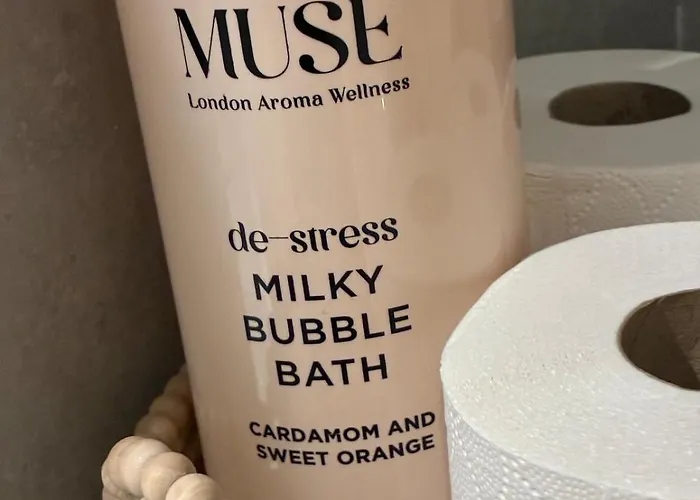 MUSE
London Aroma Wellness
de-stress
MILKY
BUBBLE
BATH
CARDAMOM AND
SWEET ORANGE